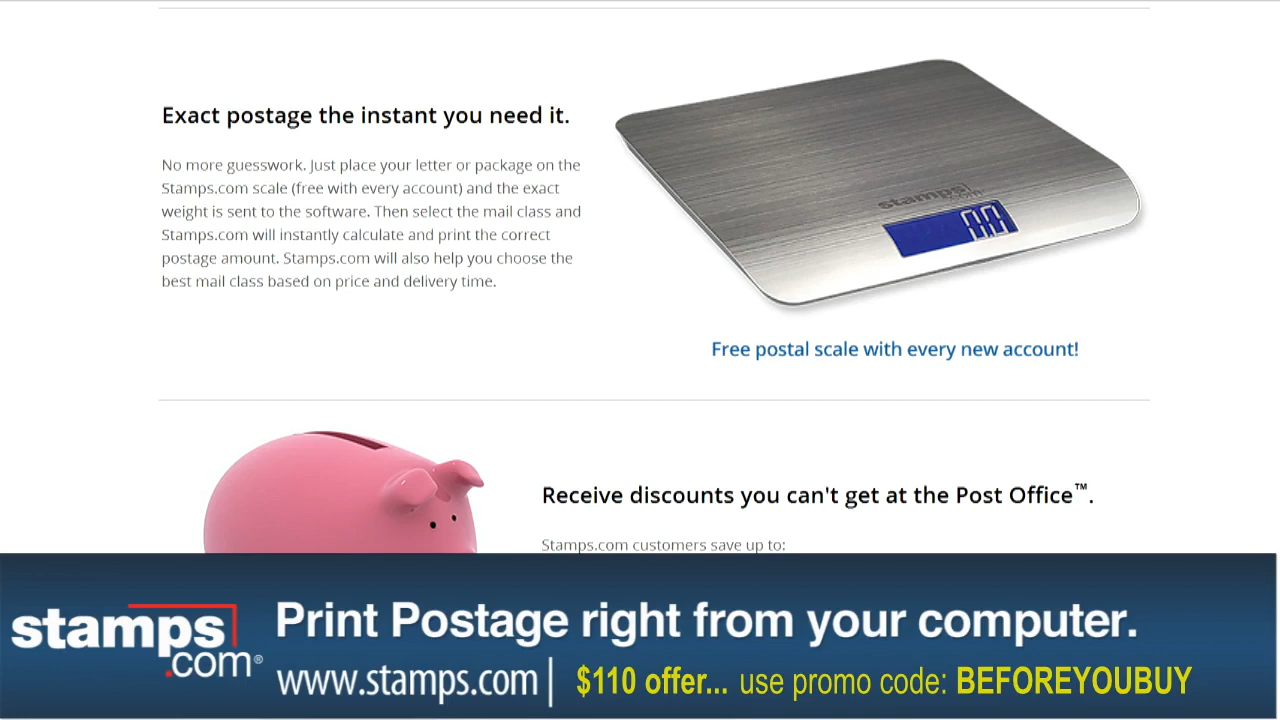 Exact postage the instant you need it.
No more guesswork. Just place your letter or package on the
Stamps.com scale (free with every account) and the exact
weight is sent to the software. Then select the mail class and
Stamps.com will instantly calculate and print the correct
postage amount. Stamps.com will also help you choose the
best mail class based on price and delivery time.
stamps.com
0.0
Free postal scale with every new account!
Receive discounts you can't get at the Post Office™.
Stamps.com customers save up to:
stamps.com®
Print Postage right from your computer.
www.stamps.com | $110 offer... use promo code: BEFOREYOUBUY